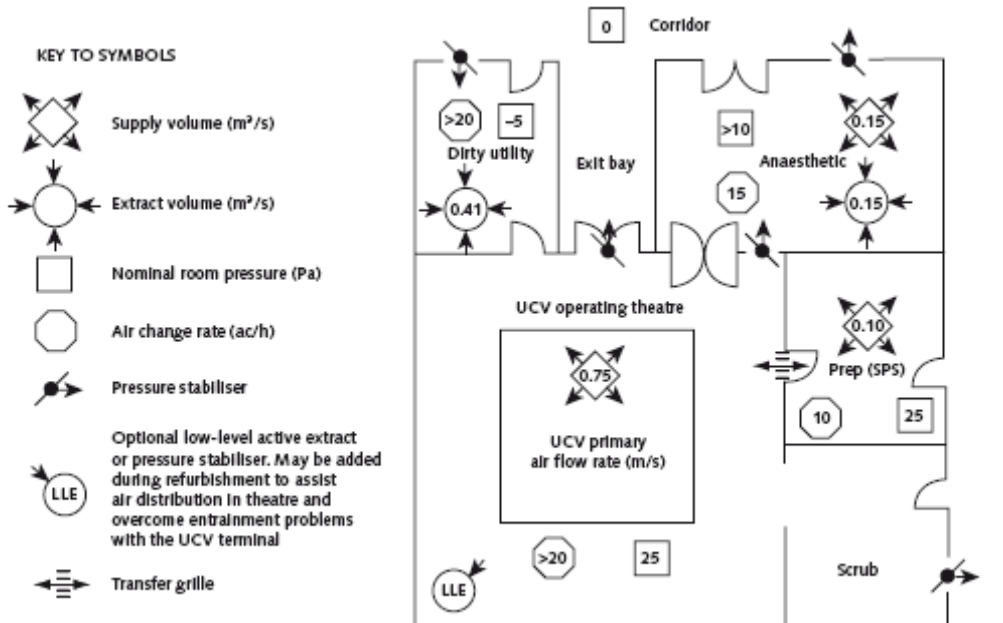 KEY TO SYMBOLS
Supply volume (m³/s)
Extract volume (m³/s)
Nominal room pressure (Pa)
Air change rate (ac/h)
Pressure stabiliser
LLE
Optional low-level active extract
or pressure stabiliser. May be added
during refurbishment to assist
air distribution in theatre and
overcome entrainment problems
with the UCV terminal
Transfer grille
0
Corridor
>20
-5
Dirty utility
0.41
Exit bay
>10
0.15
Anaesthetic
15
0.15
UCV operating theatre
0.75
UCV primary
air flow rate (m/s)
0.10
Prep (SPS)
10
25
>20
25
LLE
Scrub